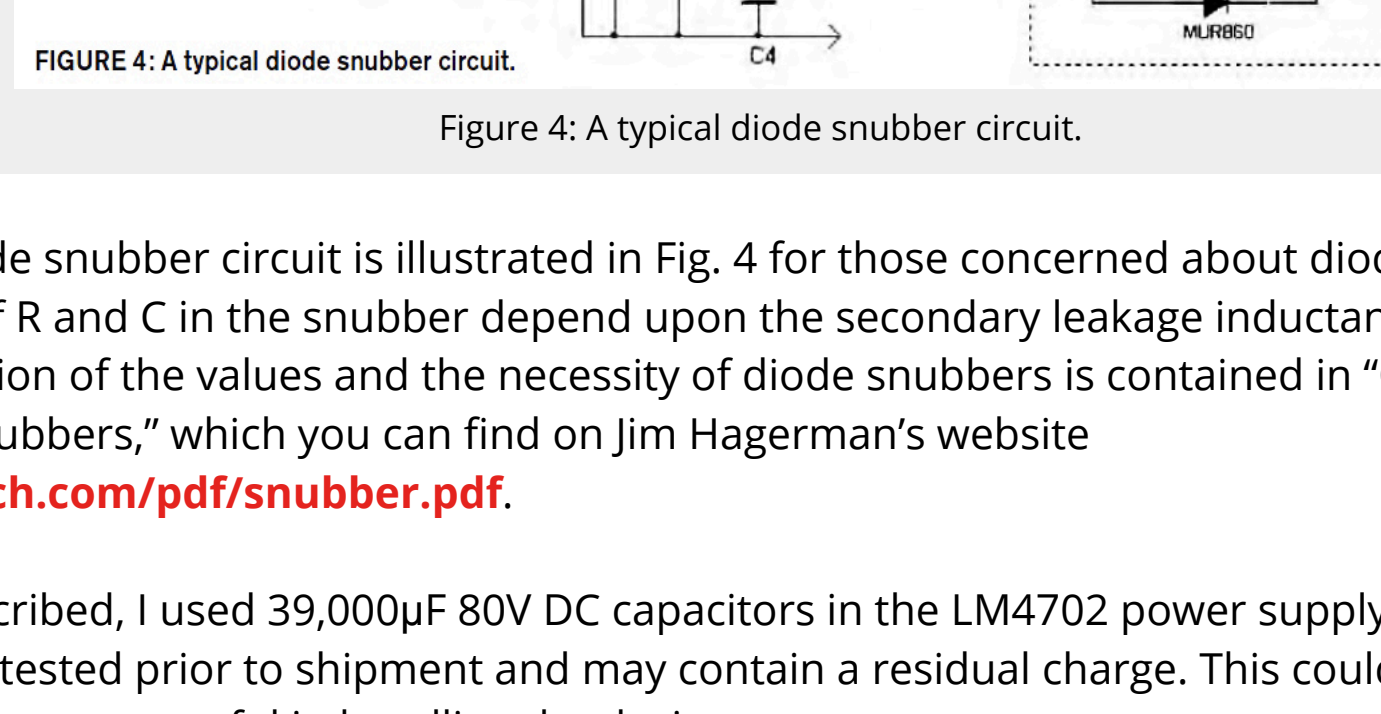 MUR860
C4
FIGURE 4: A typical diode snubber circuit.
Figure 4: A typical diode snubber circuit.
de snubber circuit is illustrated in Fig. 4 for those concerned about dio
f R and C in the snubber depend upon the secondary leakage inductan
ion of the values and the necessity of diode snubbers is contained in “
ubbers,” which you can find on Jim Hagerman’s website
ch.com/pdf/snubber.pdf.
cribed, I used 39,000µF 80V DC capacitors in the LM4702 power supply
tested prior to shipment and may contain a residual charge. This could